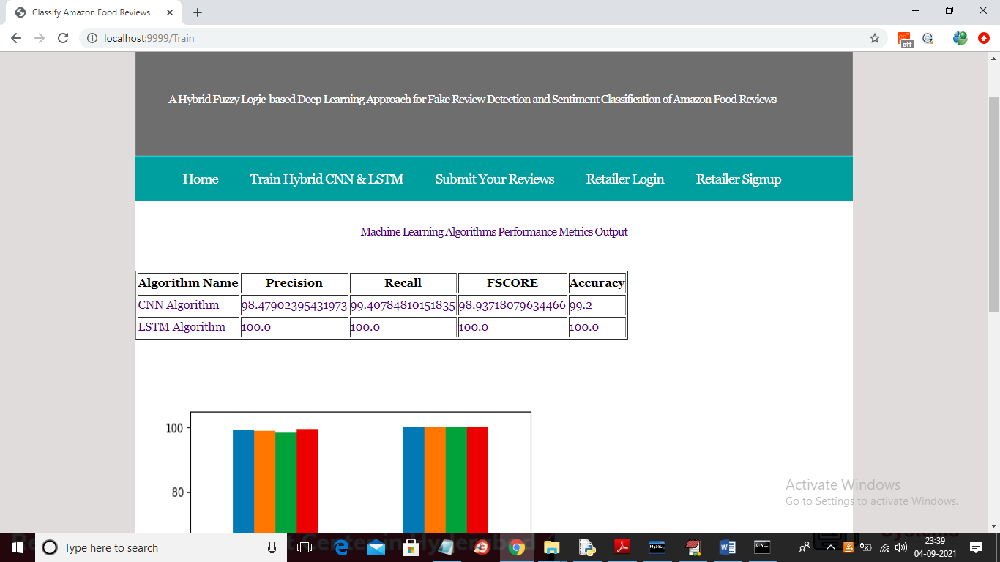 Classify Amazon Food Reviews
localhost:9999/Train
off
A Hybrid Fuzzy Logic-based Deep Learning Approach for Fake Review Detection and Sentiment Classification of Amazon Food Reviews
Home Train Hybrid CNN & LSTM Submit Your Reviews Retailer Login Retailer Signup
Machine Learning Algorithms Performance Metrics Output
Algorithm Name Precision Recall FSCORE Accuracy
CNN Algorithm 98.47902395431973 99.40784810151835 98.93718079634466 99.2
LSTM Algorithm 100.0 100.0 100.0 100.0
100
80
Activate Windows
Go to Settings to activate Windows.
Type here to search
t Center in Hyderabad
23:39
04-09-2021